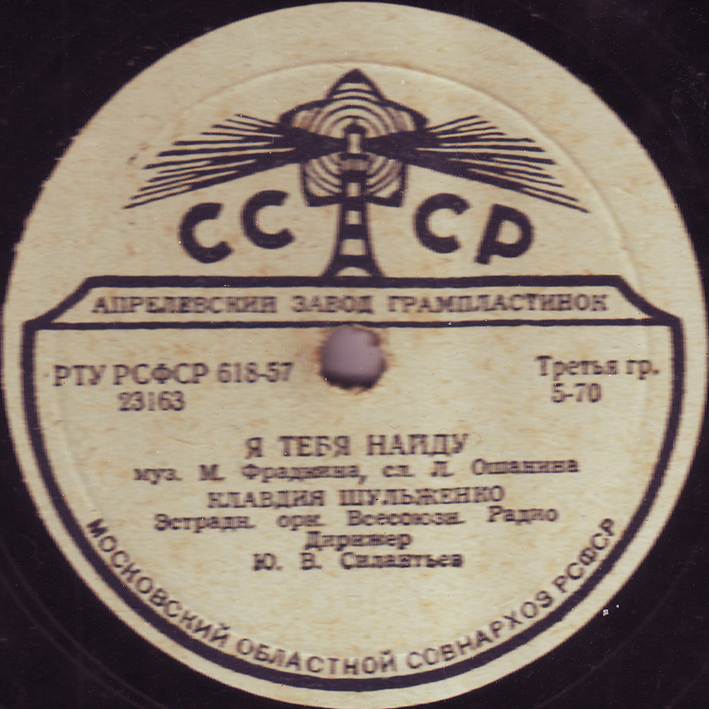 СССР
АПРЕЛЕВСКИЙ ЗАВОД ГРАМПЛАСТИНОК
РТУ РСФСР 618-57
23163
Третья гр.
5-70
Я ТЕБЯ НАЙДУ
муз. М. Фрадкина, сл. Л. Ошанина
КЛАВДИЯ ШУЛЬЖЕНКО
Эстрадн. орк. Всесоюзн. Радио
Дирижер
Ю. В. Силантьев
МОСКОВСКИЙ ОБЛАСТНОЙ СОВНАРХОЗ РСФСР